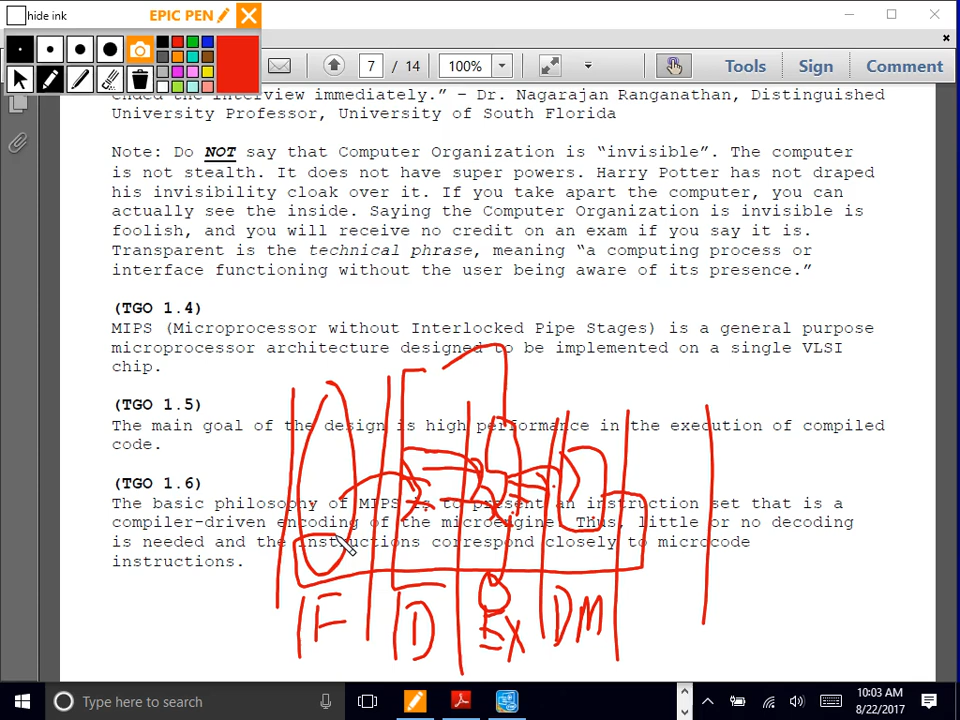 hide ink
EPIC PEN
7 / 14
100%
Tools
Sign
Comment
ended the interview immediately.” – Dr. Nagarajan Ranganathan, Distinguished
University Professor, University of South Florida
Note: Do NOT say that Computer Organization is “invisible”. The computer
is not stealth. It does not have super powers. Harry Potter has not draped
his invisibility cloak over it. If you take apart the computer, you can
actually see the inside. Saying the Computer Organization is invisible is
foolish, and you will receive no credit on an exam if you say it is.
Transparent is the technical phrase, meaning “a computing process or
interface functioning without the user being aware of its presence.”
(TGO 1.4)
MIPS (Microprocessor without Interlocked Pipe Stages) is a general purpose
microprocessor architecture designed to be implemented on a single VLSI
chip.
(TGO 1.5)
The main goal of the design is high performance in the execution of compiled
code.
(TGO 1.6)
The basic philosophy of MIPS is to present an instruction set that is a
compiler-driven encoding of the microengine. Thus, little or no decoding
is needed and the instructions correspond closely to microcode
instructions.
IF
ID
EX
DM
Type here to search
10:03 AM
8/22/2017